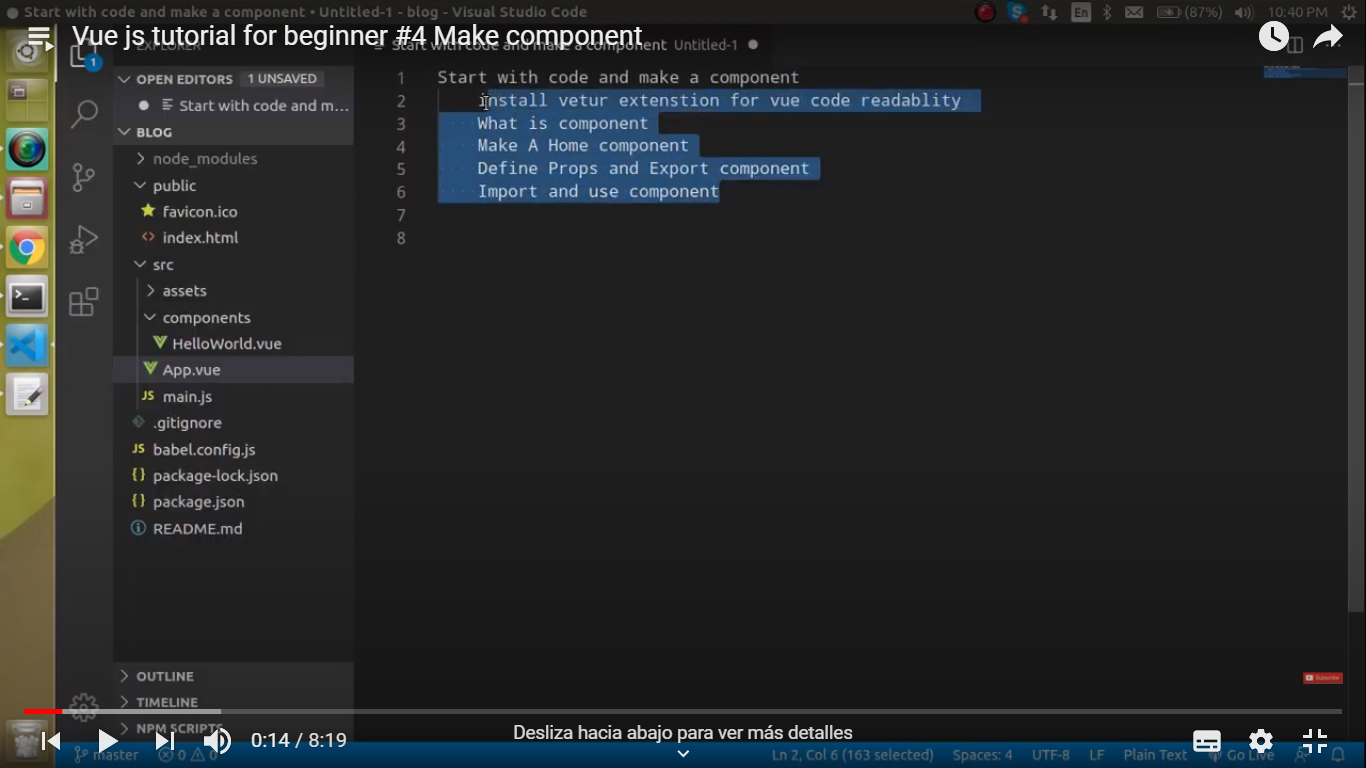 Start with code and make a component • Untitled-1 - blog - Visual Studio Code
En
(87%)
10:40 PM
Vue js tutorial for beginner #4 Make component
EXPLORER
Start with code and make a component Untitled-1
1
OPEN EDITORS 1 UNSAVED
Start with code and m...
BLOG
node_modules
public
favicon.ico
index.html
src
assets
components
HelloWorld.vue
App.vue
JS main.js
.gitignore
JS babel.config.js
{} package-lock.json
{} package.json
README.md
OUTLINE
TIMELINE
NPM SCRIPTS
1 Start with code and make a component
2 install vetur extenstion for vue code readablity
3 What is component
4 Make A Home component
5 Define Props and Export component
6 Import and use component
7
8
Subscribe
0:14 / 8:19
Desliza hacia abajo para ver más detalles
master
0
0
Ln 2, Col 6 (163 selected)
Spaces: 4
UTF-8
LF
Plain Text
Go Live